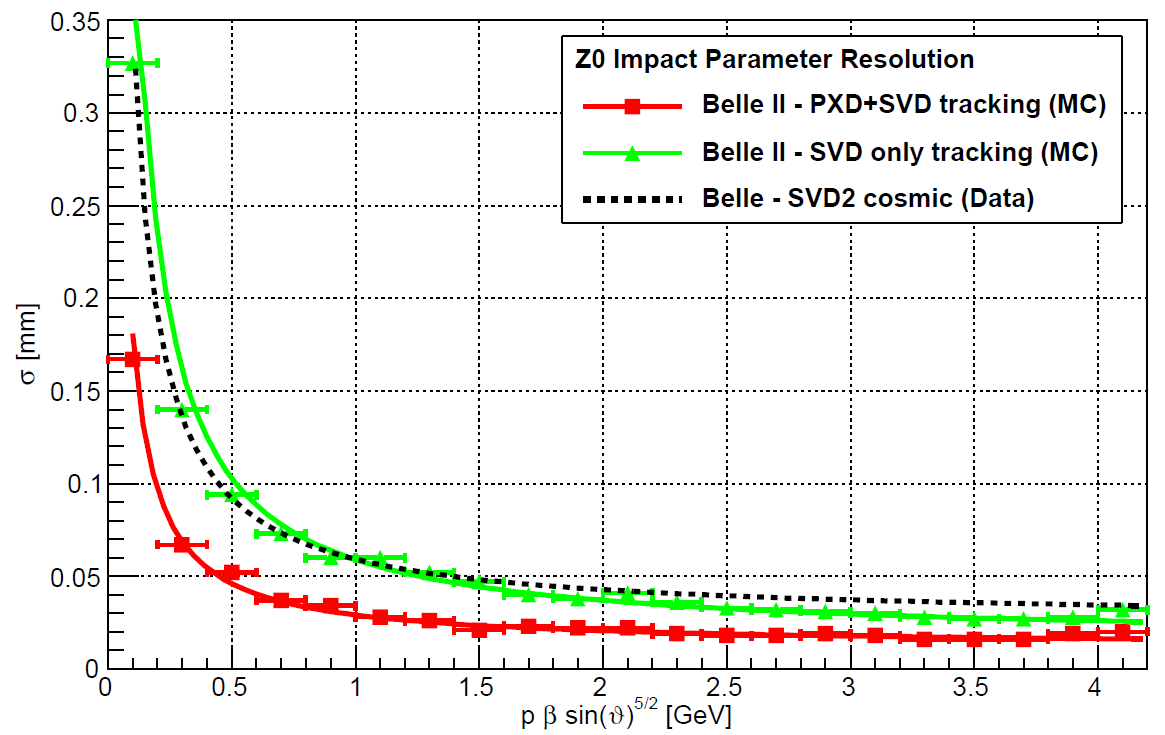 0.35
0.3
0.25
0.2
0.15
0.1
0.05
0
σ [mm]
Z0 Impact Parameter Resolution
Belle II - PXD+SVD tracking (MC)
Belle II - SVD only tracking (MC)
Belle - SVD2 cosmic (Data)
0 0.5 1 1.5 2 2.5 3 3.5 4
p β sin(ϑ)^5/2 [GeV]